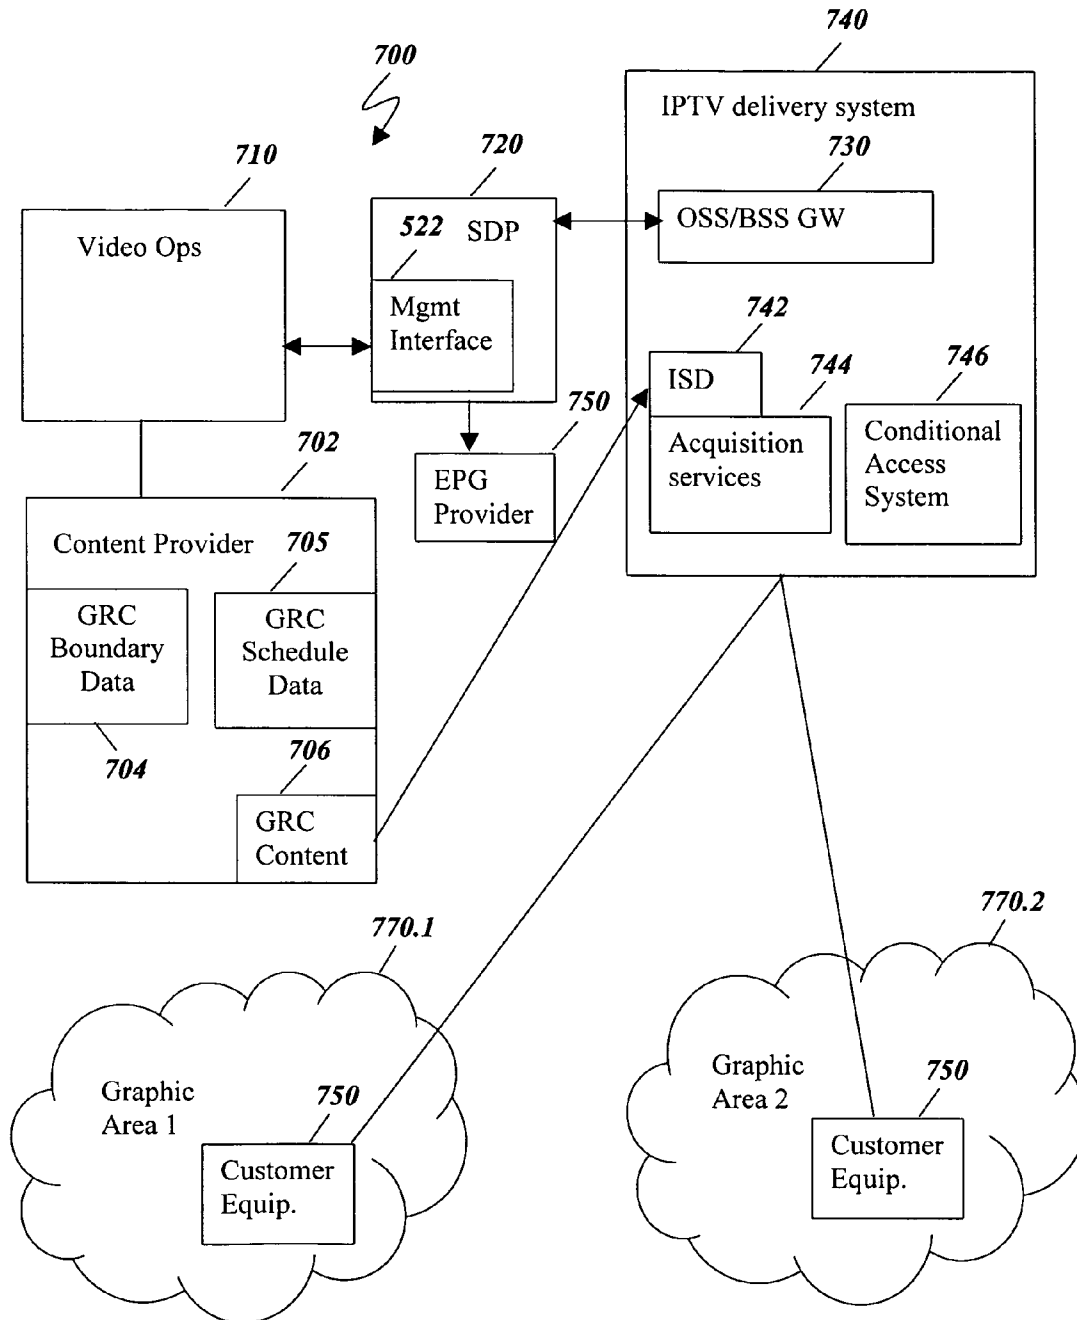 740
700
IPTV delivery system
710
720
730
522
SDP
OSS/BSS GW
Video Ops
Mgmt
Interface
742
ISD
744
746
750
Acquisition
services
Conditional
Access
System
702
EPG
Provider
Content Provider
705
GRC
Boundary
Data
GRC
Schedule
Data
704
706
GRC
Content
770.1
770.2
Graphic
Area 1
750
Customer
Equip.
Graphic
Area 2
750
Customer
Equip.